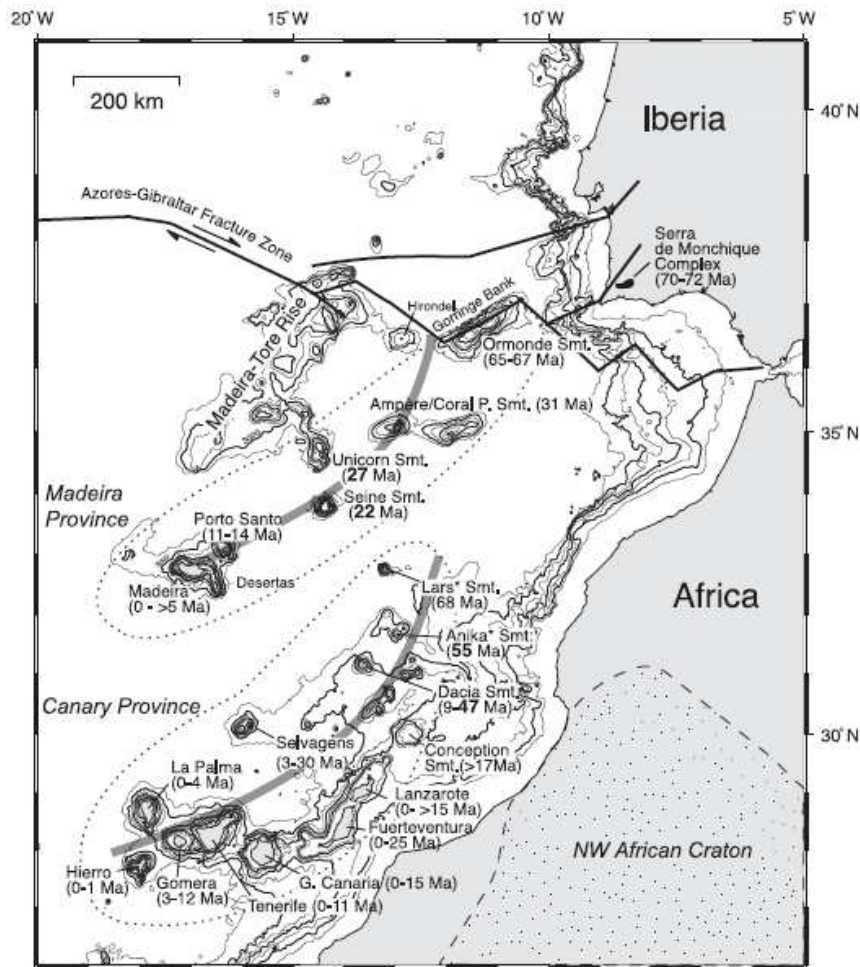 20˚W
15˚W
10˚W
5˚W
200 km
40˚N
Iberia
Azores-Gibraltar Fracture Zone
Serra
de Monchique
Complex
(70-72 Ma)
Hirondel
Gorringe Bank
Madeira-Tore Rise
Ormonde Smt.
(65-67 Ma)
Ampère/Coral P. Smt. (31 Ma)
35˚N
Unicorn Smt.
(27 Ma)
Madeira
Province
Seine Smt.
(22 Ma)
Porto Santo
(11-14 Ma)
Desertas
Madeira
(0 - >5 Ma)
Lars* Smt.
(68 Ma)
Africa
Anika* Smt.
(55 Ma)
Dacia Smt.
(9-47 Ma)
Canary Province
30˚N
Selvagens
(3-30 Ma)
Conception
Smt. (>17Ma)
La Palma
(0-4 Ma)
Lanzarote
(0- >15 Ma)
Fuerteventura
(0-25 Ma)
NW African Craton
Hierro
(0-1 Ma)
Gomera
(3-12 Ma)
G. Canaria (0-15 Ma)
Tenerife (0-11 Ma)